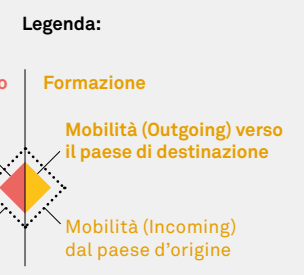 Legenda:
Formazione
Mobilità (Outgoing) verso
il paese di destinazione
Mobilità (Incoming)
dal paese d'origine